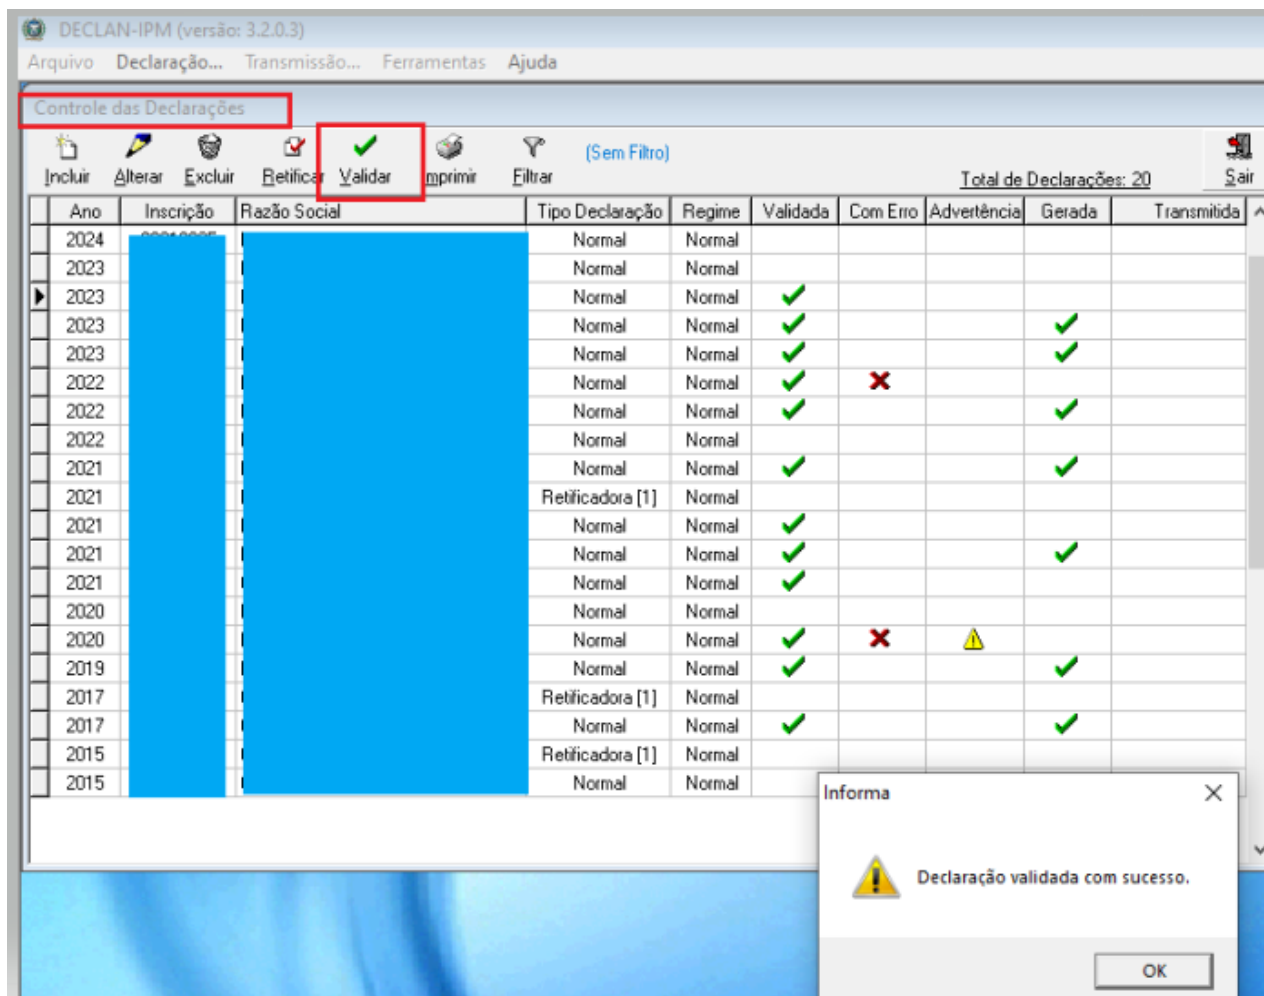 DECLAN-IPM (versão: 3.2.0.3)
Arquivo Declaração... Transmissão... Ferramentas Ajuda
Controle das Declarações
Incluir Alterar Excluir Retificar Validar Imprimir Filtrar (Sem Filtro) Total de Declarações: 20 Sair
Ano Inscrição Razão Social Tipo Declaração Regime Validada Com Erro Advertência Gerada Transmitida
2024 Normal Normal
2023 Normal Normal
2023 Normal Normal
2023 Normal Normal
2023 Normal Normal
2022 Normal Normal
2022 Normal Normal
2022 Normal Normal
2021 Normal Normal
2021 Retificadora [1] Normal
2021 Normal Normal
2021 Normal Normal
2021 Normal Normal
2020 Normal Normal
2020 Normal Normal
2019 Normal Normal
2017 Retificadora [1] Normal
2017 Normal Normal
2015 Retificadora [1] Normal
2015 Normal Normal
Informa
Declaração validada com sucesso.
OK